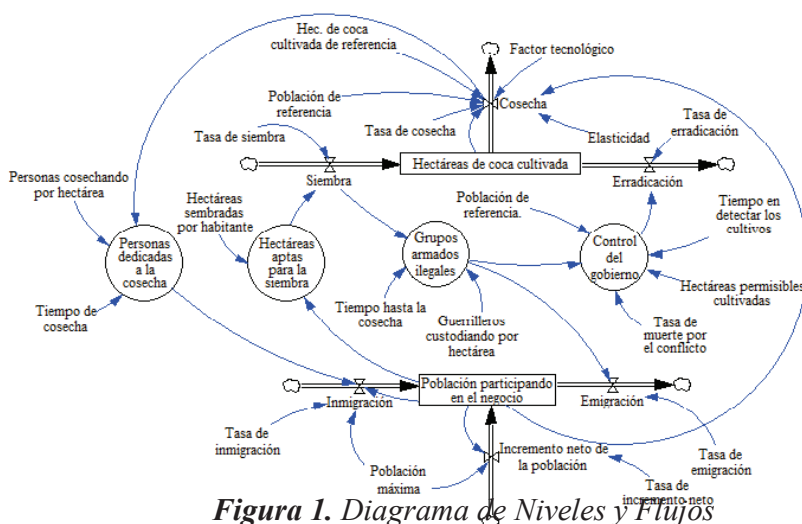 Hec. de coca
cultivada de referencia
Factor tecnológico
Población de
referencia
Cosecha
Tasa de siembra
Tasa de cosecha
Elasticidad
Tasa de
erradicación
Hectáreas de coca cultivada
Siembra
Erradicación
Personas cosechando
por hectárea
Hectáreas
sembradas
por habitante
Población de
referencia.
Tiempo en
detectar los
cultivos
Personas
dedicadas
a la
cosecha
Hectáreas
aptas
para la
siembra
Grupos
armados
ilegales
Control
del
gobierno
Hectáreas permisibles
cultivadas
Tiempo de
cosecha
Tiempo hasta la
cosecha
Guerrilleros
custodiando por
hectárea
Tasa de
muerte por
el conflicto
Población participando
en el negocio
Inmigración
Emigración
Tasa de
inmigración
Población
máxima
Incremento neto de
la población
Tasa de
emigración
Tasa de
incremento neto
Figura 1. Diagrama de Niveles y Flujos